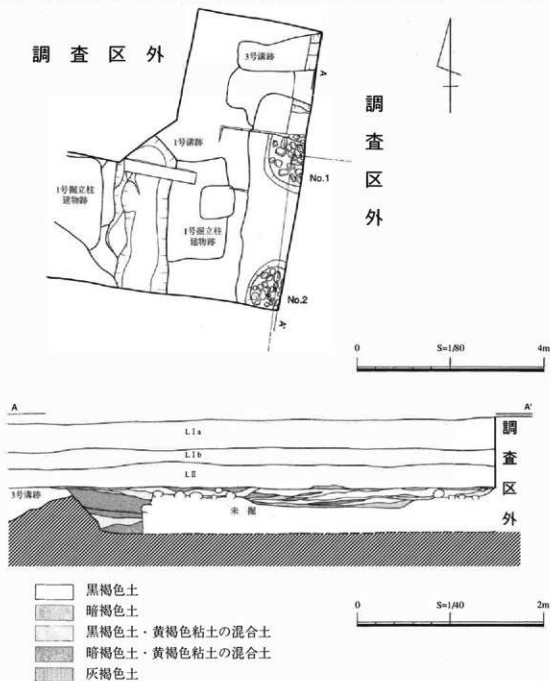 調査区外
3号溝跡
A
調査区外
1号溝跡
No.1
1号掘立柱
建物跡
1号掘立柱
建物跡
No.2
A'
0 S=1/80 4m
A A'
LⅠa
LⅠb
LⅡ
調査区外
3号溝跡
未掘
黒褐色土
暗褐色土
黒褐色土・黄褐色粘土の混合土
暗褐色土・黄褐色粘土の混合土
灰褐色土
0 S=1/40 2m